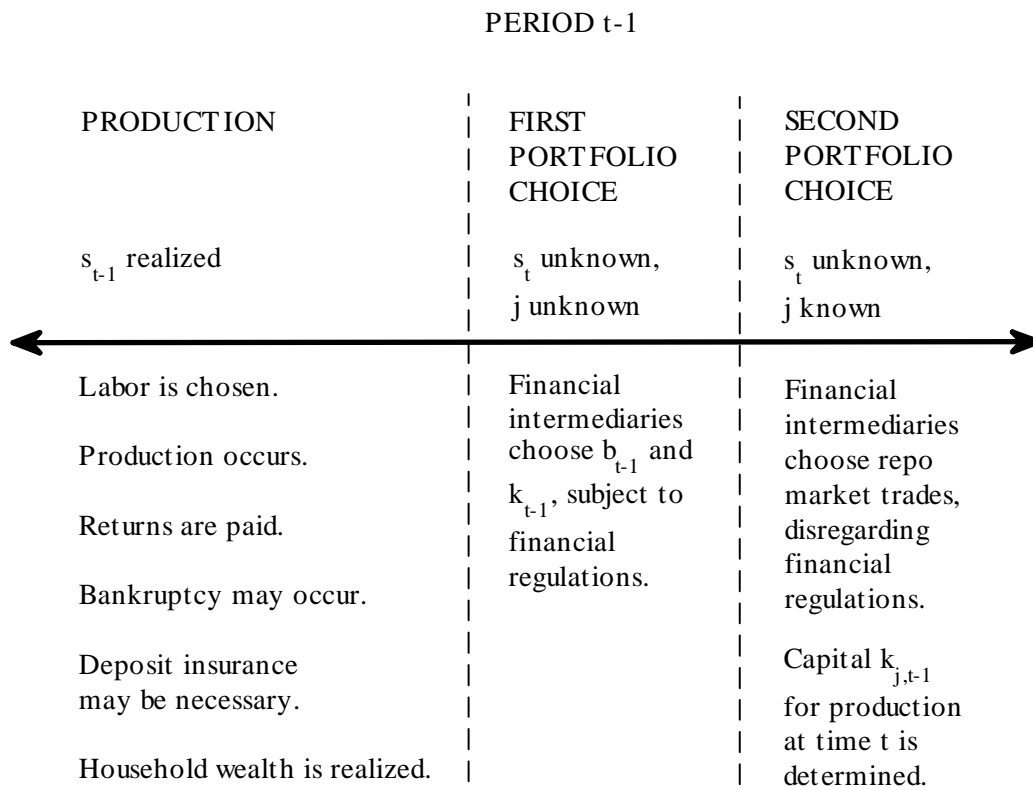 PERIOD t-1
PRODUCTION
s_{t-1} realized
FIRST
PORTFOLIO
CHOICE
s_t unknown,
j unknown
SECOND
PORTFOLIO
CHOICE
s_t unknown,
j known
Labor is chosen.
Production occurs.
Returns are paid.
Bankruptcy may occur.
Deposit insurance
may be necessary.
Household wealth is realized.
Financial
intermediaries
choose b_{t-1} and
k_{t-1}, subject to
financial
regulations.
Financial
intermediaries
choose repo
market trades,
disregarding
financial
regulations.
Capital k_{j,t-1}
for production
at time t is
determined.